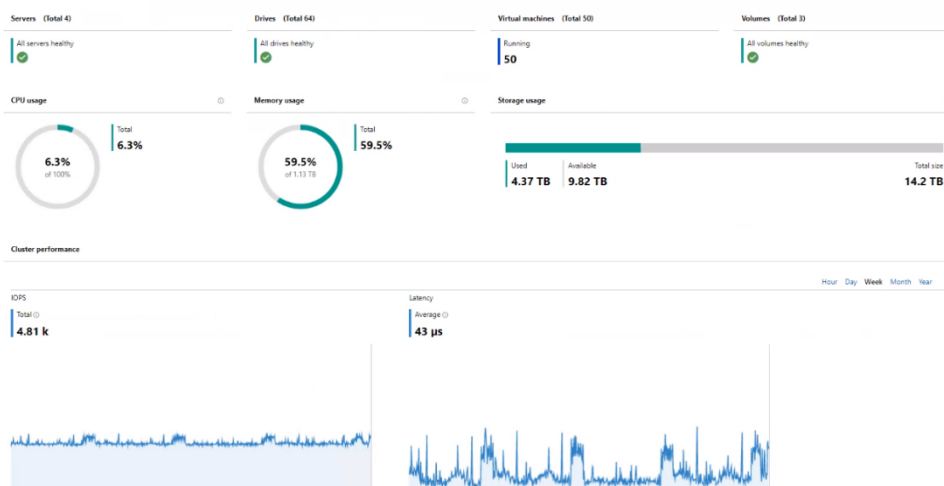 Servers (Total 4)
All servers healthy
Drives (Total 64)
All drives healthy
Virtual machines (Total 50)
Running
50
Volumes (Total 3)
All volumes healthy
CPU usage
6.3%
of 100%
Total
6.3%
Memory usage
59.5%
of 1.13 TB
Total
59.5%
Storage usage
Used
4.37 TB
Available
9.82 TB
Total size
14.2 TB
Cluster performance
Hour Day Week Month Year
IOPS
Total
4.81 k
Latency
Average
43 μs